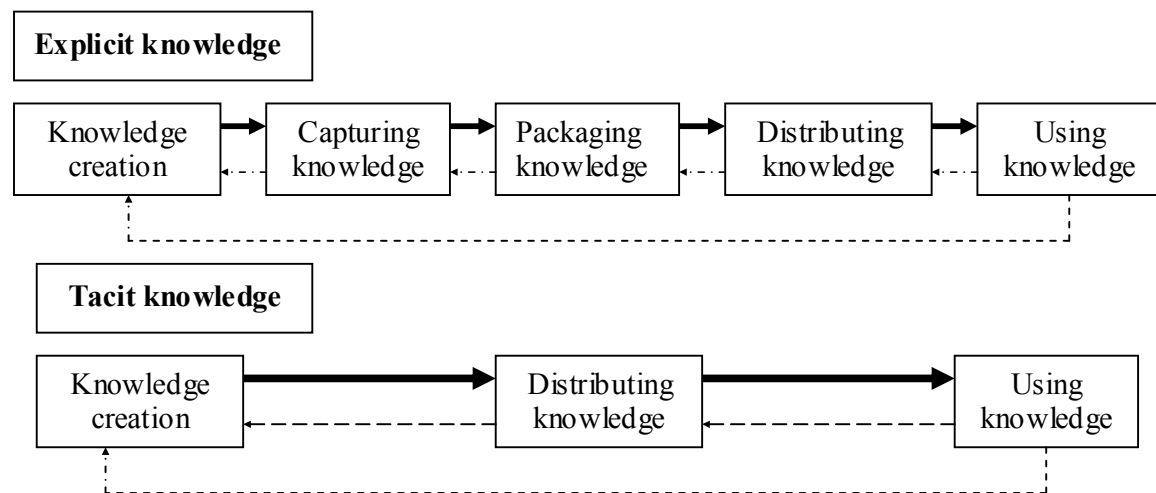 Explicit knowledge
Knowledge
creation
Capturing
knowledge
Packaging
knowledge
Distributing
knowledge
Using
knowledge
Tacit knowledge
Knowledge
creation
Distributing
knowledge
Using
knowledge